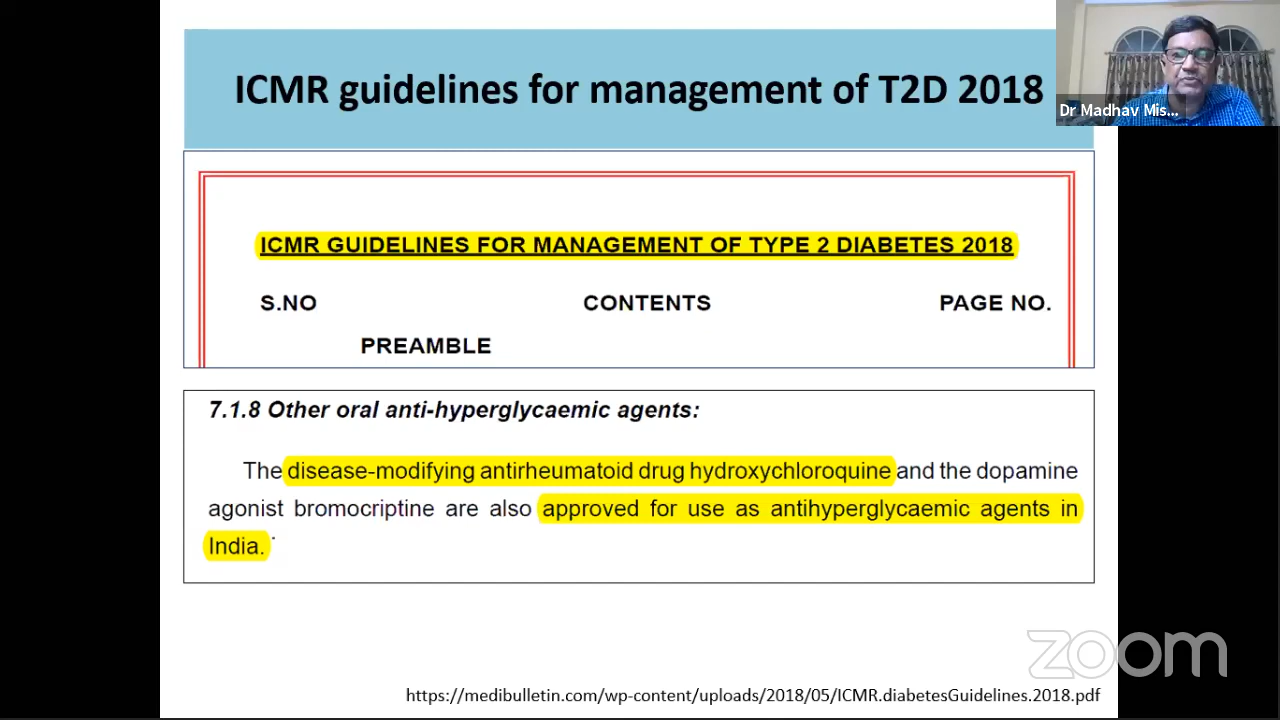 ICMR guidelines for management of T2D 2018
Dr Madhav Mis...
ICMR GUIDELINES FOR MANAGEMENT OF TYPE 2 DIABETES 2018
S.NO CONTENTS PAGE NO.
PREAMBLE
7.1.8 Other oral anti-hyperglycaemic agents:
The disease-modifying antirheumatoid drug hydroxychloroquine and the dopamine
agonist bromocriptine are also approved for use as antihyperglycaemic agents in
India.
zoom
https://medibulletin.com/wp-content/uploads/2018/05/ICMR.diabetesGuidelines.2018.pdf